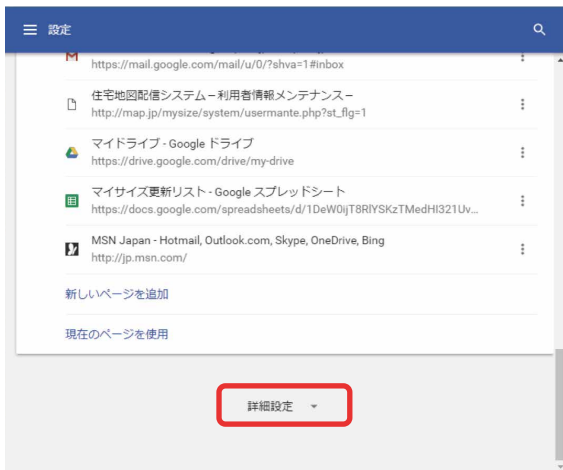 設定
https://mail.google.com/mail/u/0/?shva=1#inbox
住宅地図配信システム－利用者情報メンテナンス－
http://map.jp/mysize/system/usermante.php?st_flg=1
マイドライブ - Google ドライブ
https://drive.google.com/drive/my-drive
マイサイズ更新リスト - Google スプレッドシート
https://docs.google.com/spreadsheets/d/1DeW0ijT8RlYSKzTMedHI321Uv...
MSN Japan - Hotmail, Outlook.com, Skype, OneDrive, Bing
http://jp.msn.com/
新しいページを追加
現在のページを使用
詳細設定